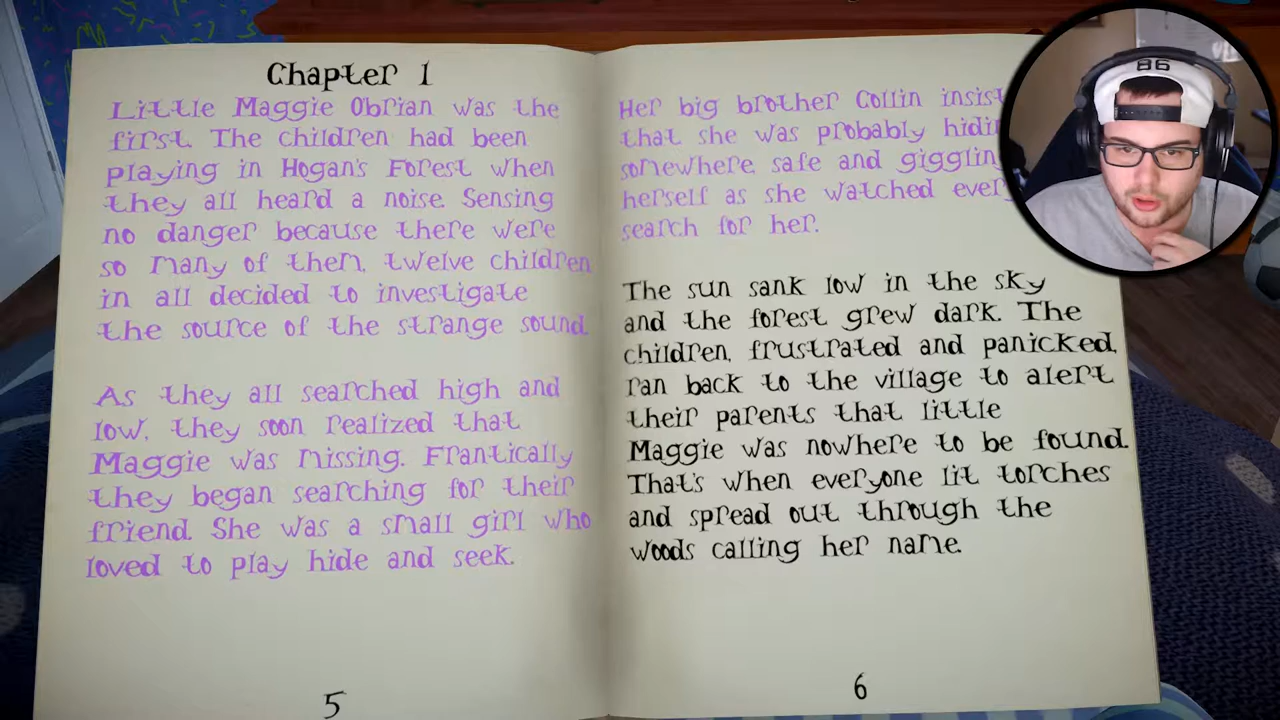 Chapter 1
Little Maggie O'brian was the
first. The children had been
playing in Hogan's Forest when
they all heard a noise. Sensing
no danger because there were
so many of them, twelve children
in all decided to investigate
the source of the strange sound.
As they all searched high and
low, they soon realized that
Maggie was missing. Frantically
they began searching for their
friend. She was a small girl who
loved to play hide and seek.
5
Her big brother Collin insist
that she was probably hidin
somewhere, safe and giggling
herself as she watched ever
search for her.
The sun sank low in the sky
and the forest grew dark. The
children, frustrated and panicked,
ran back to the village to alert
their parents that little
Maggie was nowhere to be found.
That's when everyone lit torches
and spread out through the
woods calling her name.
6
86